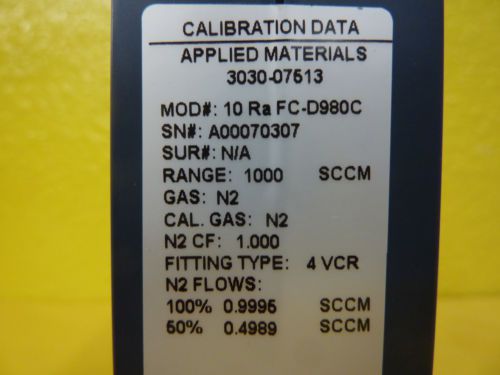 CALIBRATION DATA
APPLIED MATERIALS
3030-07513
MOD#: 10 Ra FC-D980C
SN#: A00070307
SUR#: N/A
RANGE: 1000 SCCM
GAS: N2
CAL. GAS: N2
N2 CF: 1.000
FITTING TYPE: 4 VCR
N2 FLOWS:
100% 0.9995 SCCM
50% 0.4989 SCCM